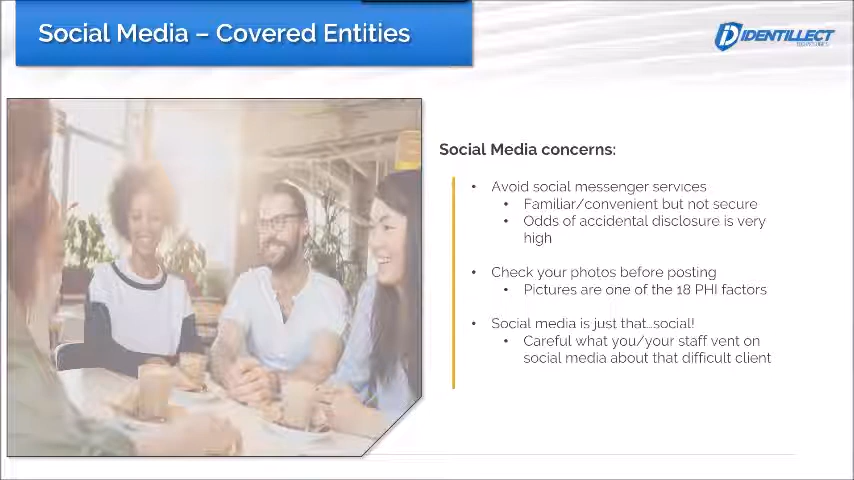 Social Media – Covered Entities
IDENTILLECT
TECHNOLOGIES
Social Media concerns:
• Avoid social messenger services
• Familiar/convenient but not secure
• Odds of accidental disclosure is very
high
• Check your photos before posting
• Pictures are one of the 18 PHI factors
• Social media is just that...social!
• Careful what you/your staff vent on
social media about that difficult client